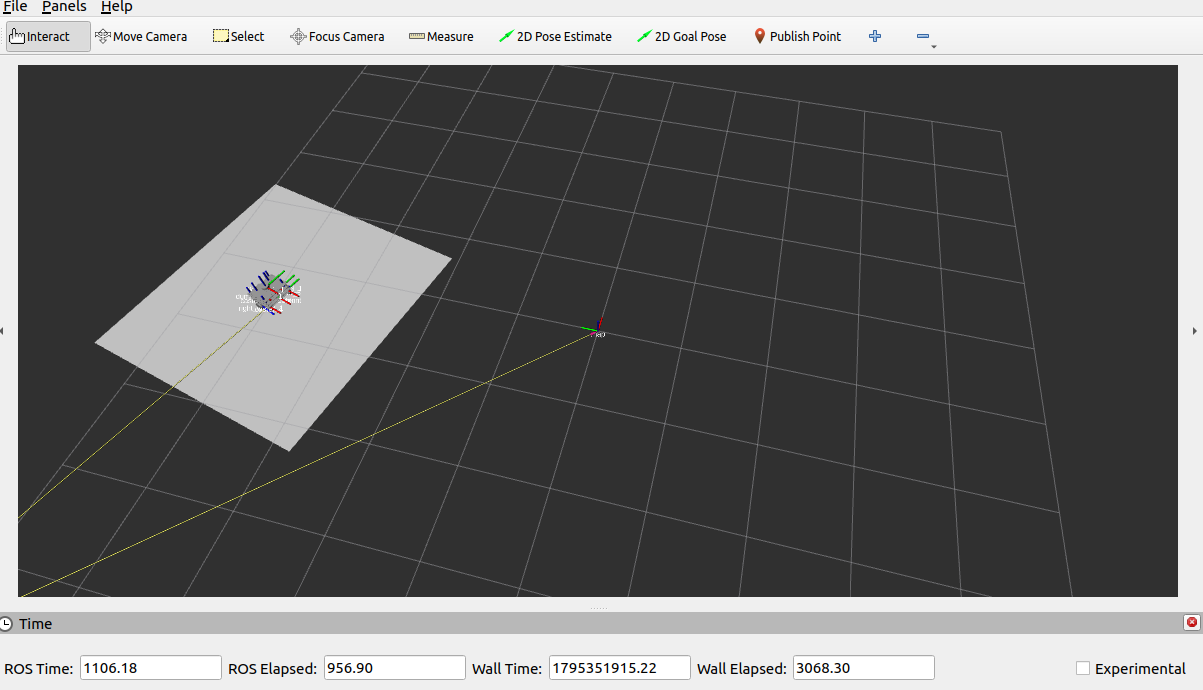 File Panels Help
Interact Move Camera Select Focus Camera Measure 2D Pose Estimate 2D Goal Pose Publish Point
Time
ROS Time: 1106.18 ROS Elapsed: 956.90 Wall Time: 1795351915.22 Wall Elapsed: 3068.30 Experimental